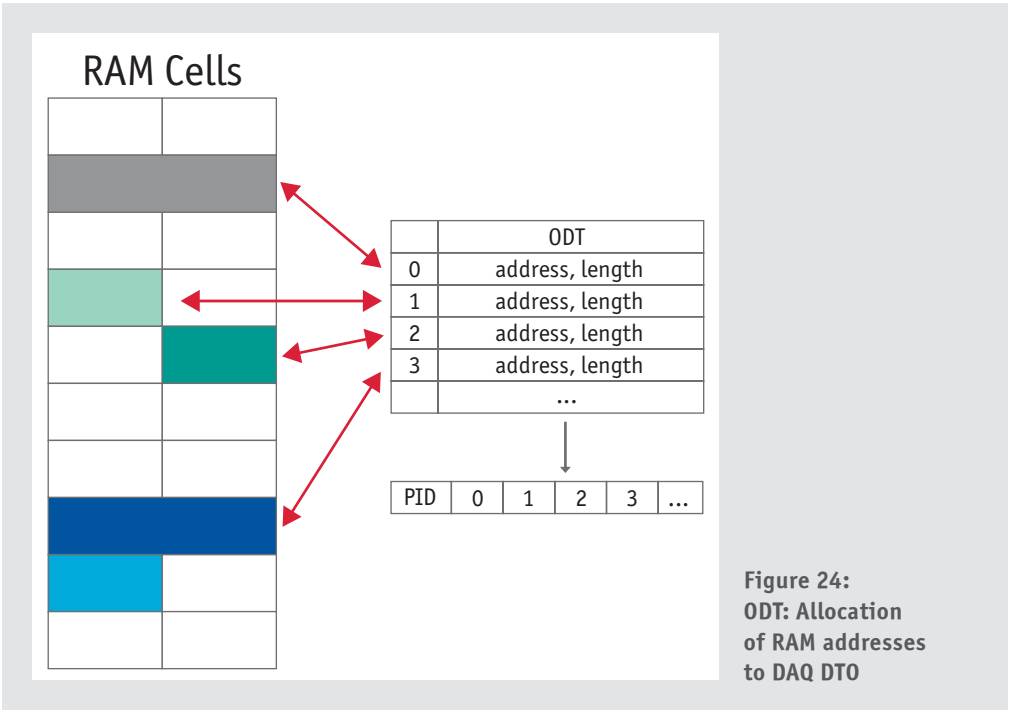 RAM Cells
ODT
0 address, length
1 address, length
2 address, length
3 address, length
...
PID 0 1 2 3 ...
Figure 24:
ODT: Allocation
of RAM addresses
to DAQ DTO